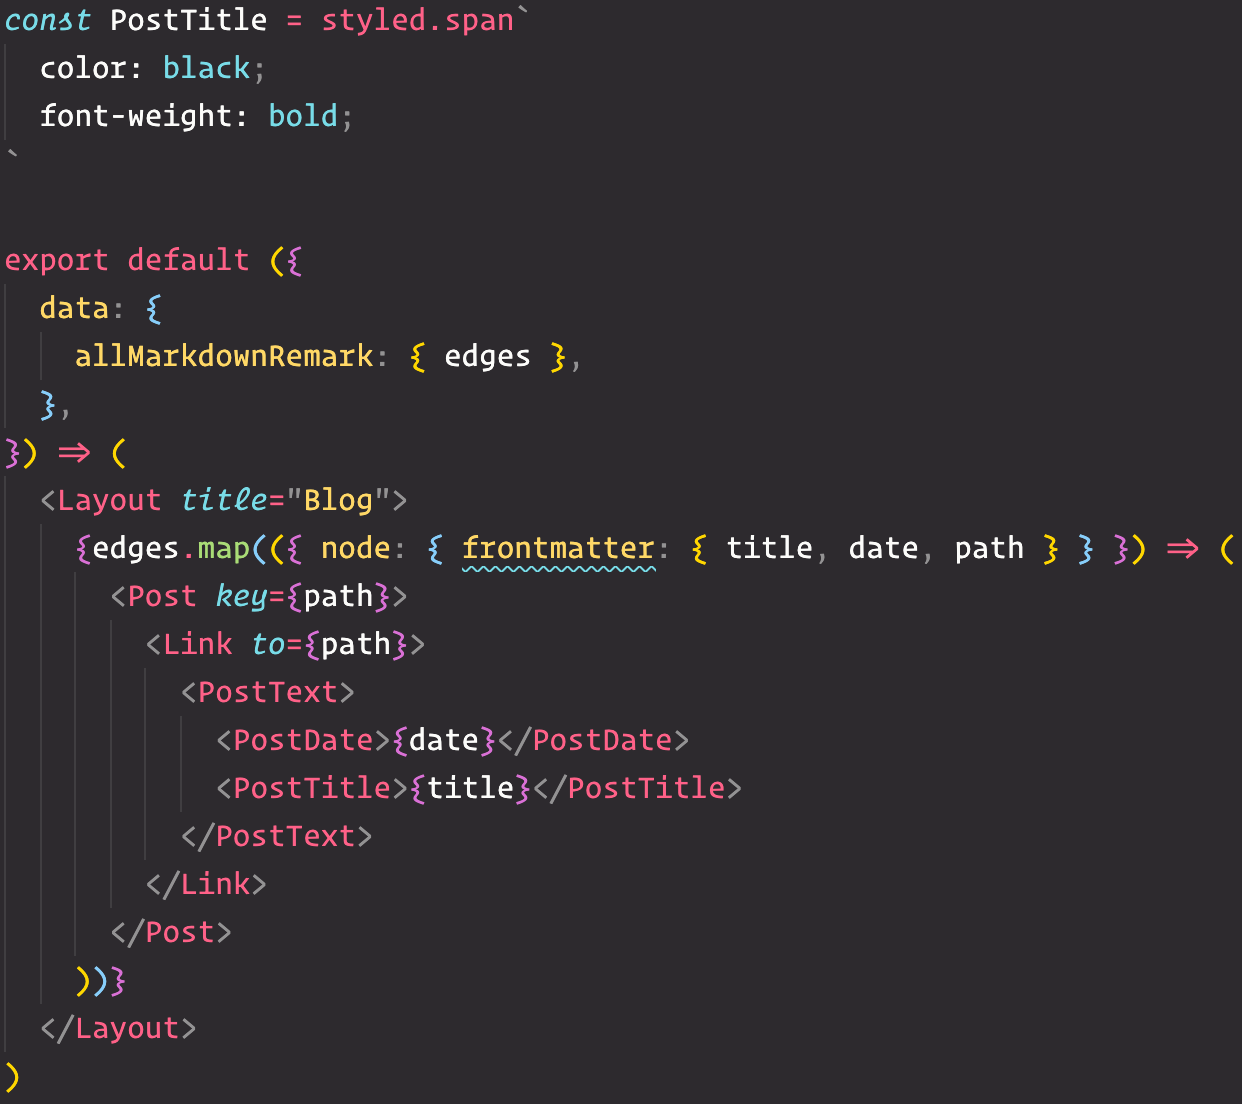 const PostTitle = styled.span`
  color: black;
  font-weight: bold;
`

export default ({
  data: {
    allMarkdownRemark: { edges },
  },
}) => (
  <Layout title="Blog">
    {edges.map(({ node: { frontmatter: { title, date, path } } }) => (
      <Post key={path}>
        <Link to={path}>
          <PostText>
            <PostDate>{date}</PostDate>
            <PostTitle>{title}</PostTitle>
          </PostText>
        </Link>
      </Post>
    ))}
  </Layout>
)